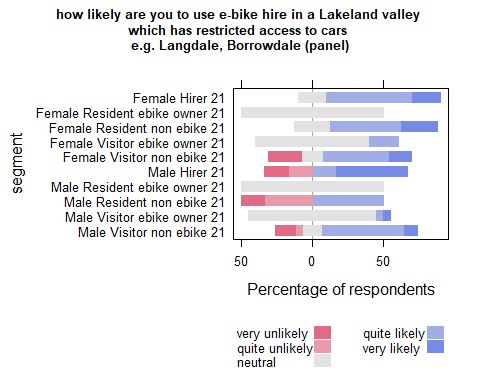 how likely are you to use e-bike hire in a Lakeland valley
which has restricted access to cars
e.g. Langdale, Borrowdale (panel)
segment
Female Hirer 21
Female Resident ebike owner 21
Female Resident non ebike 21
Female Visitor ebike owner 21
Female Visitor non ebike 21
Male Hirer 21
Male Resident ebike owner 21
Male Resident non ebike 21
Male Visitor ebike owner 21
Male Visitor non ebike 21
50 0 50
Percentage of respondents
very unlikely quite likely
quite unlikely very likely
neutral